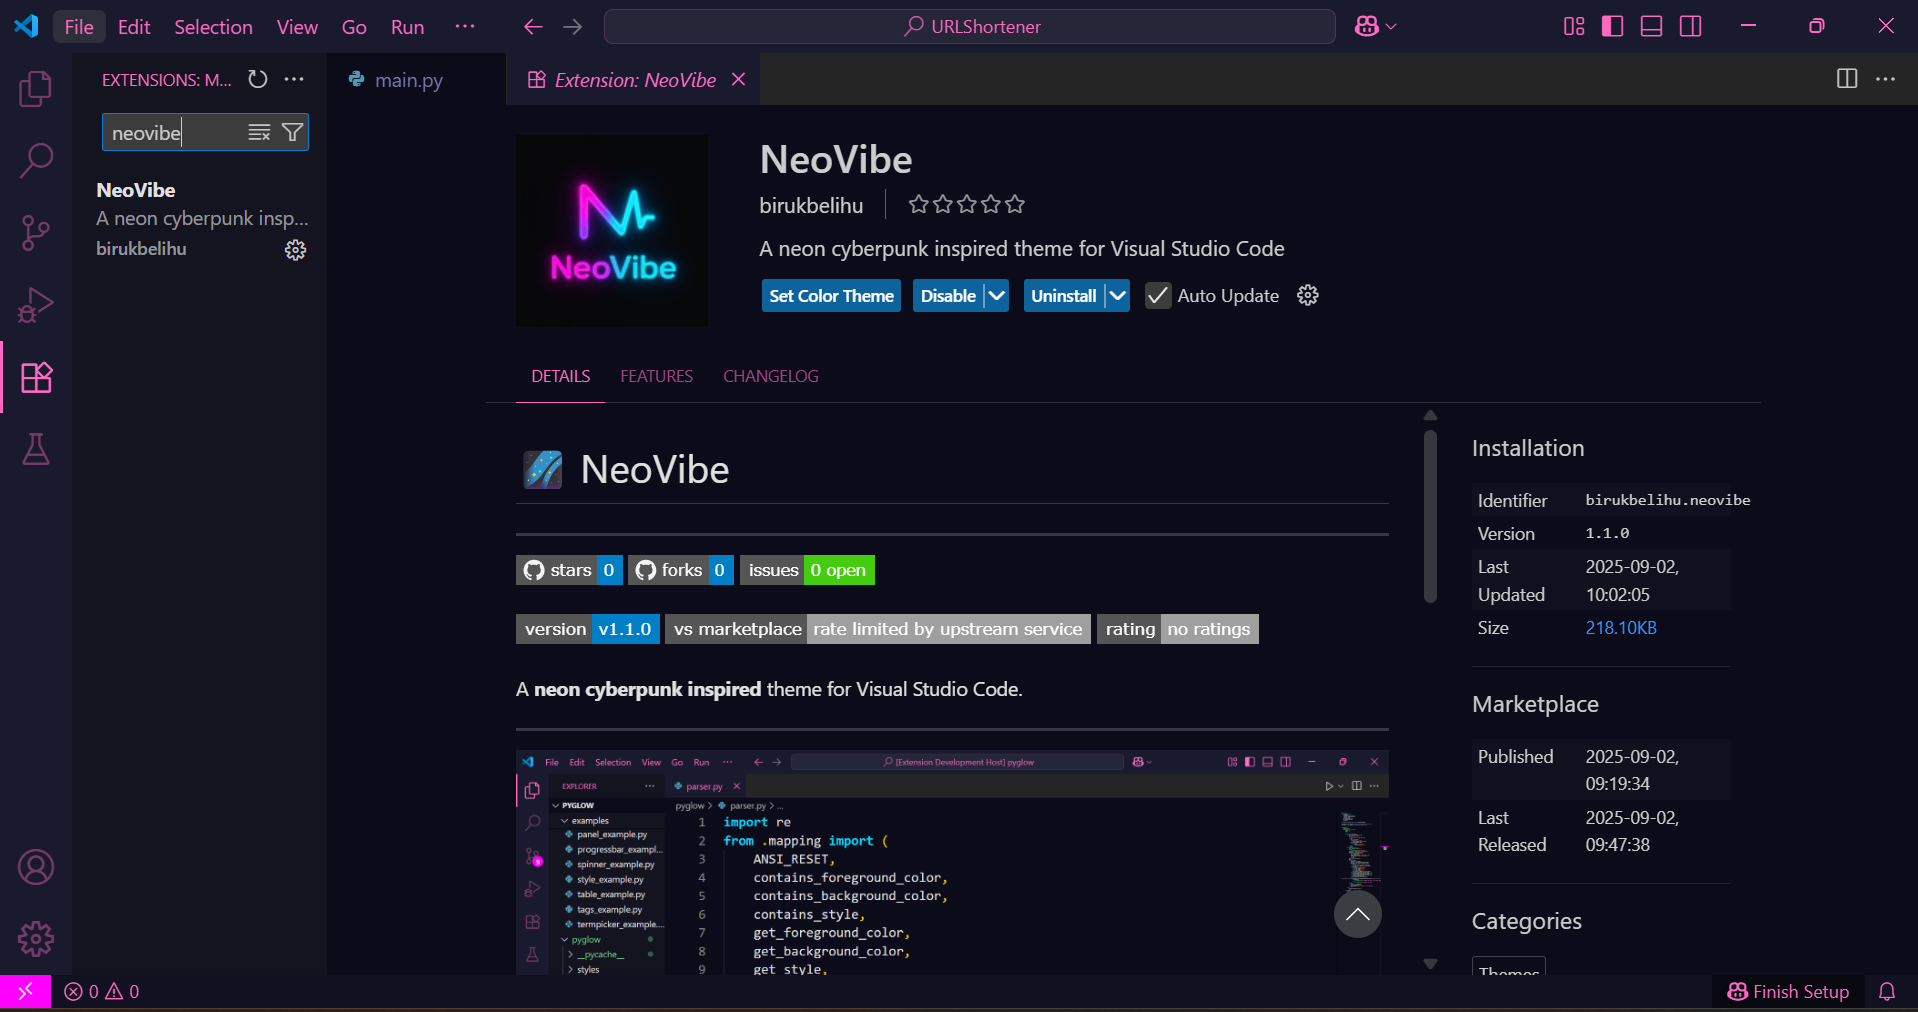 File Edit Selection View Go Run ··· URLShortener
EXTENSIONS: M... ···
neovibe
NeoVibe
A neon cyberpunk insp...
birukbelihu
main.py
Extension: NeoVibe
NeoVibe
NeoVibe
birukbelihu
A neon cyberpunk inspired theme for Visual Studio Code
Set Color Theme Disable Uninstall Auto Update
DETAILS FEATURES CHANGELOG
NeoVibe
stars 0 forks 0 issues 0 open
version v1.1.0 vs marketplace rate limited by upstream service rating no ratings
A neon cyberpunk inspired theme for Visual Studio Code.
File Edit Selection View Go Run ··· [Extension Development Host] pyglow
EXPLORER ···
PYGLOW
examples
panel_example.py
progressbar_exampl...
spinner_example.py
style_example.py
table_example.py
tags_example.py
termpicker_example....
pyglow
__pycache__
styles
parser.py
pyglow > parser.py > ...
1 import re
2 from .mapping import (
3 ANSI_RESET,
4 contains_foreground_color,
5 contains_background_color,
6 contains_style,
7 get_foreground_color,
8 get_background_color,
9 get_style,
Installation
Identifier birukbelihu.neovibe
Version 1.1.0
Last Updated 2025-09-02, 10:02:05
Size 218.10KB
Marketplace
Published 2025-09-02, 09:19:34
Last Released 2025-09-02, 09:47:38
Categories
Themes
0 0
Finish Setup